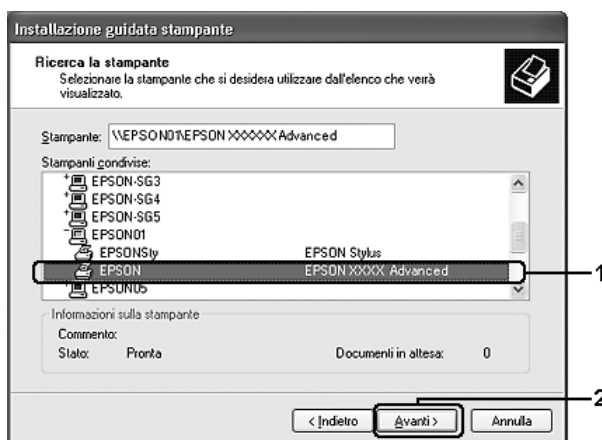 Installazione guidata stampante
Ricerca la stampante
Selezionare la stampante che si desidera utilizzare dall'elenco che verrà
visualizzato.
Stampante: \\EPSON01\EPSON XXXXXX Advanced
Stampanti condivise:
EPSON-SG3
EPSON-SG4
EPSON-SG5
EPSON01
EPSONSty EPSON Stylus
EPSON EPSON XXXX Advanced 1
EPSON05
Informazioni sulla stampante
Commento:
Stato: Pronta Documenti in attesa: 0
2
< Indietro Avanti > Annulla